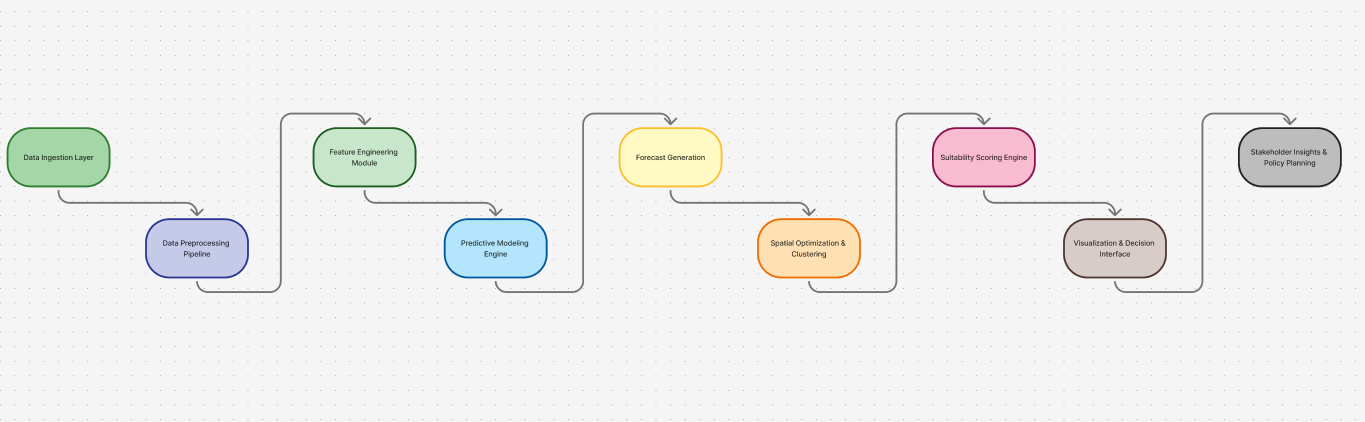 Data Ingestion Layer
Data Preprocessing
Pipeline
Feature Engineering
Module
Predictive Modeling
Engine
Forecast Generation
Spatial Optimization &
Clustering
Suitability Scoring Engine
Visualization & Decision
Interface
Stakeholder Insights &
Policy Planning